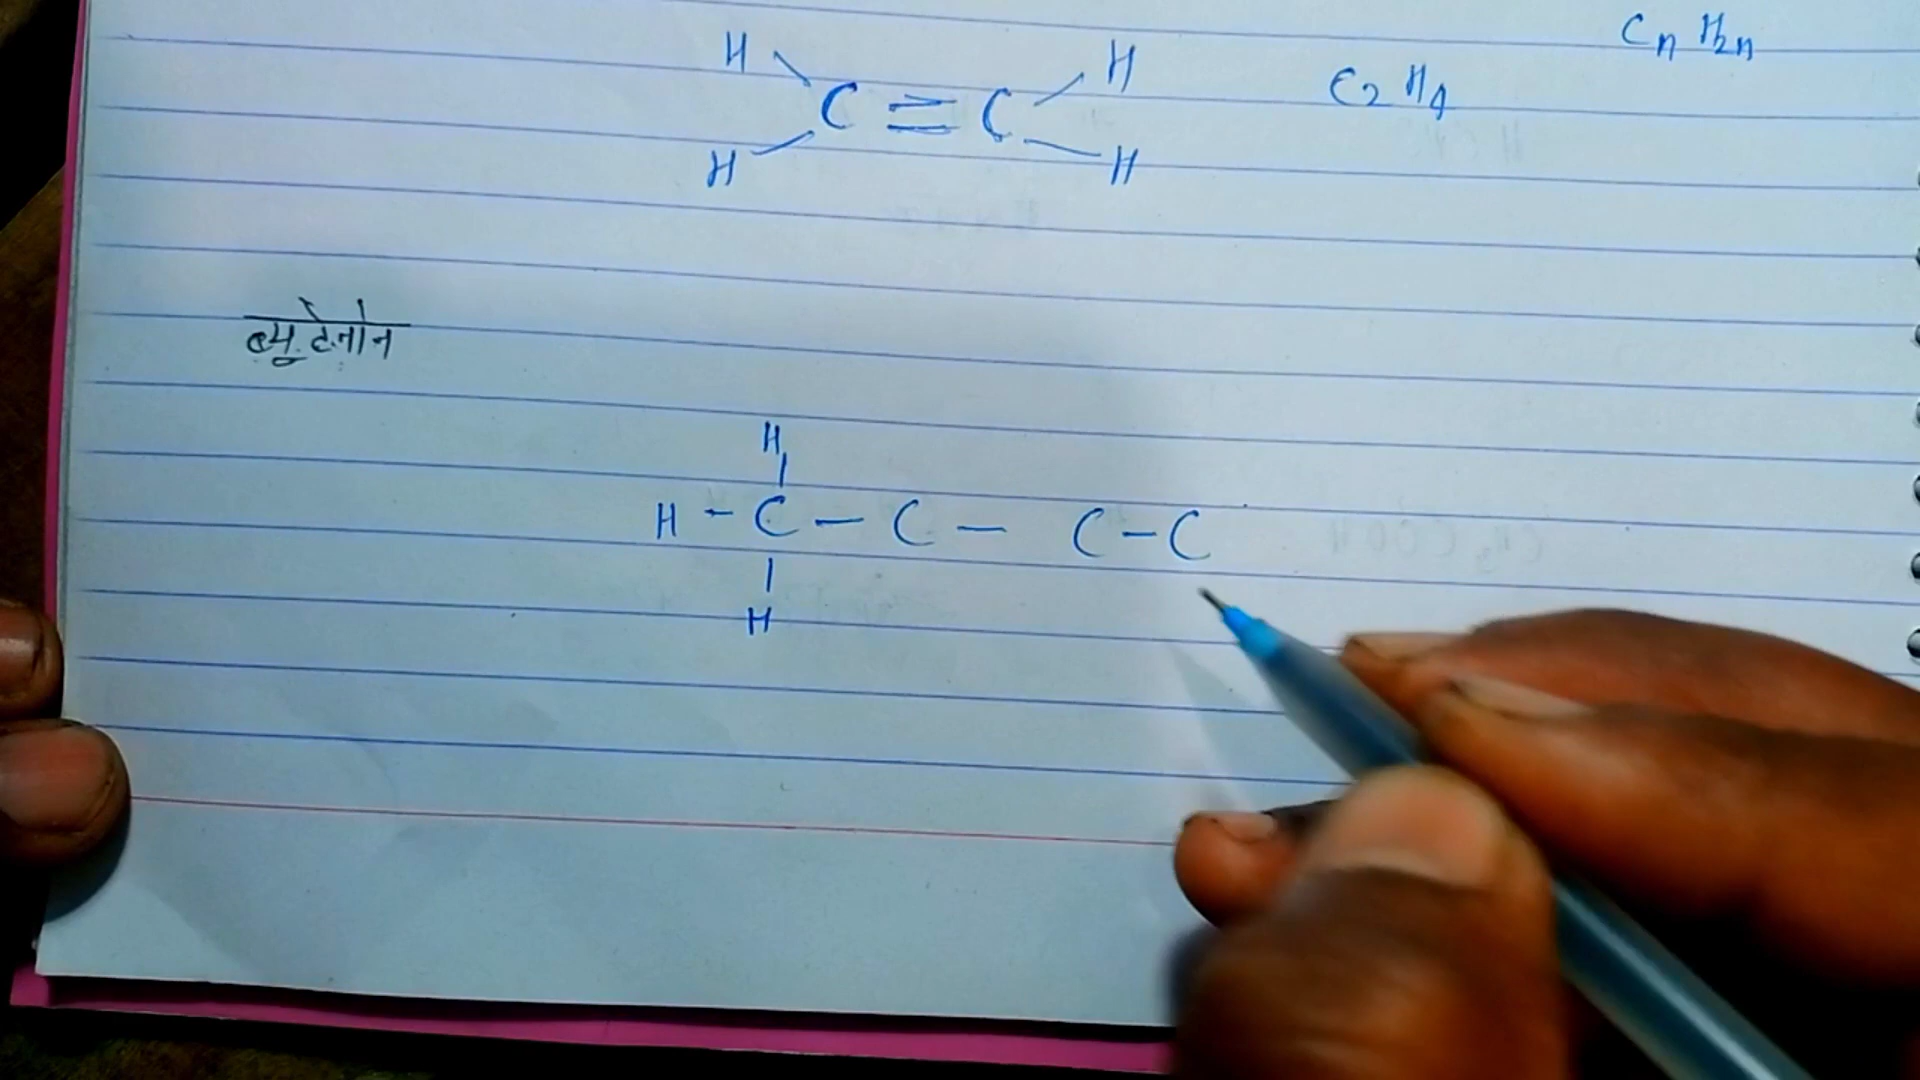 CnH2n
H H
C = C C2H4
H H
ब्यूटेनोन
H
H - C - C - C - C
H